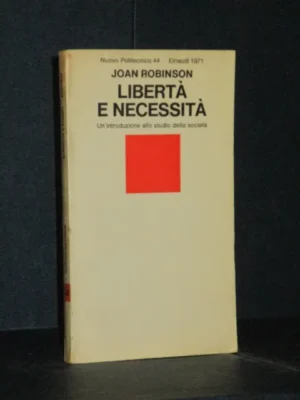 Nuovo Politecnico 44 Einaudi 1971
JOAN ROBINSON
LIBERTÀ
E NECESSITÀ
Un'introduzione allo studio della società